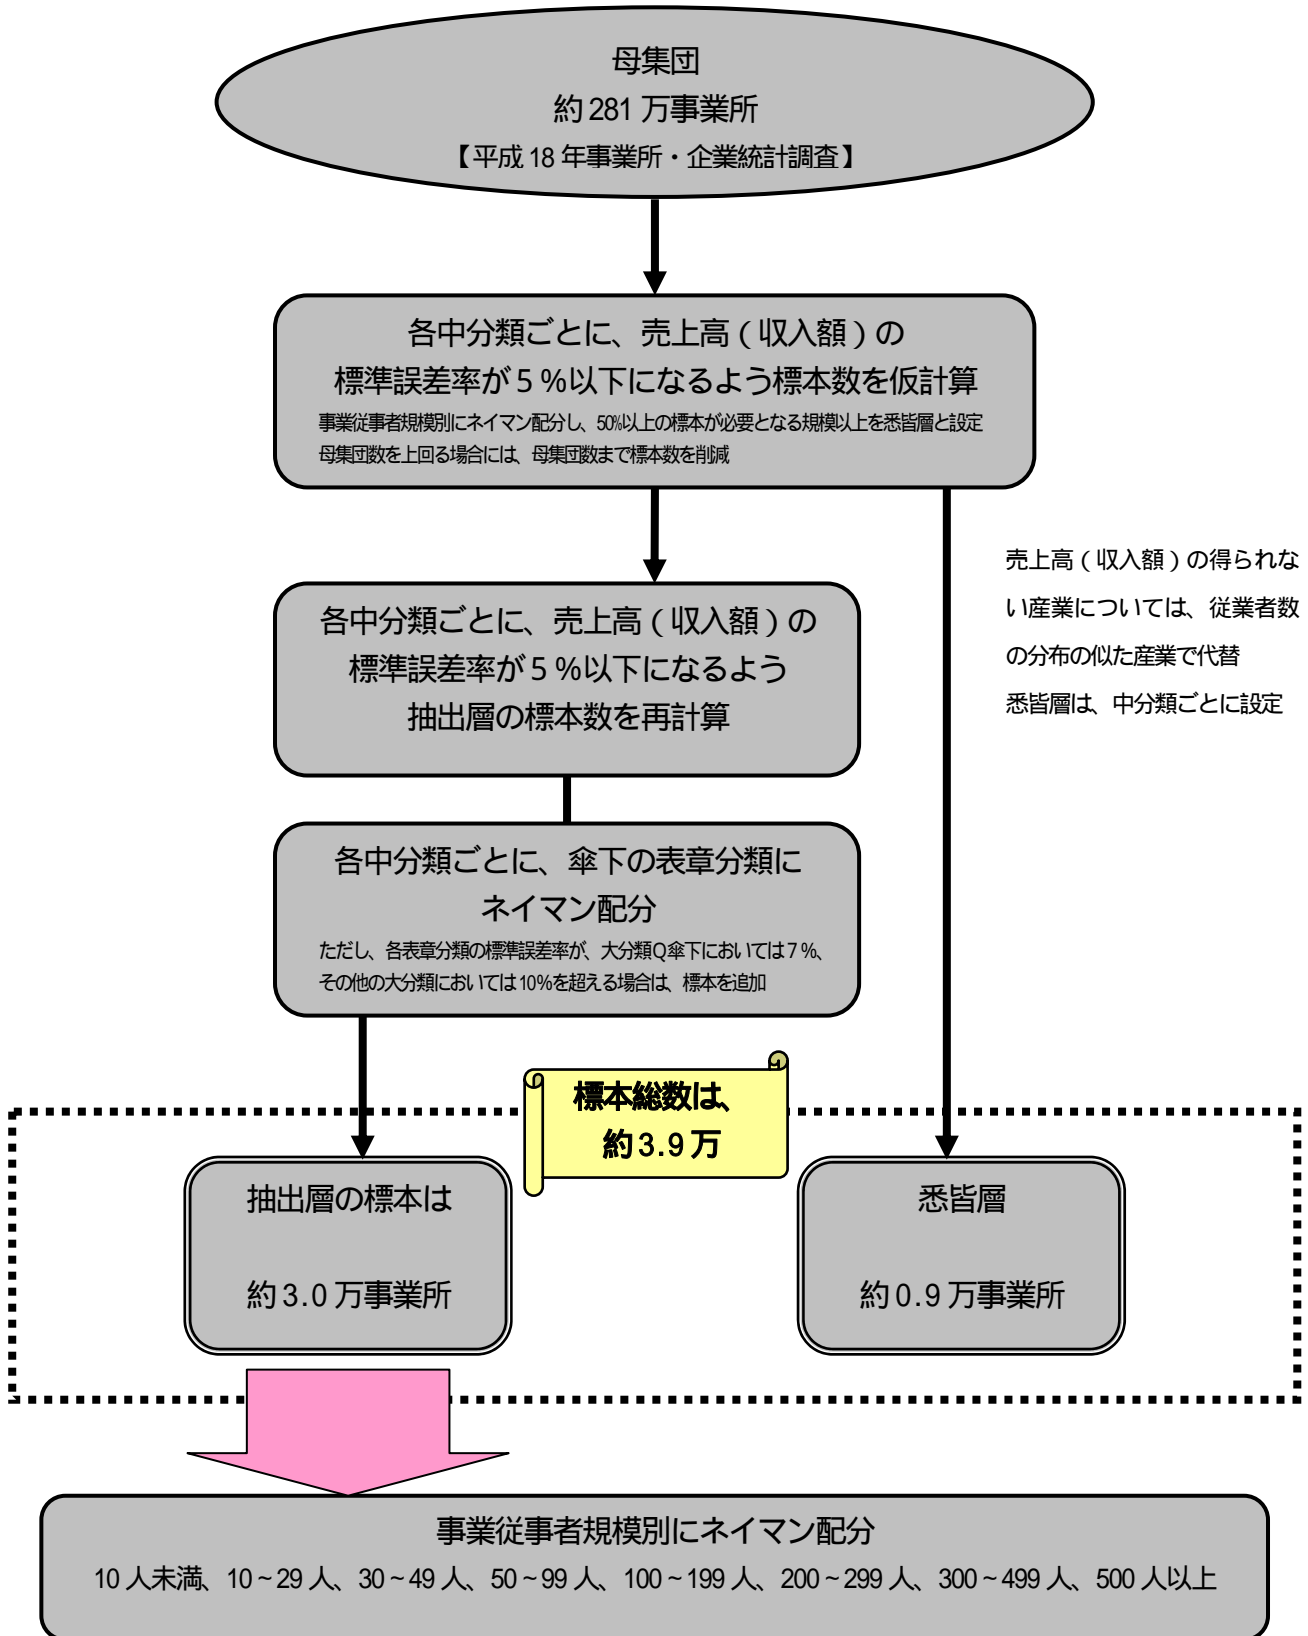 母集団
約281万事業所
【平成18年事業所・企業統計調査】
各中分類ごとに、売上高（収入額）の
標準誤差率が5%以下になるよう標本数を仮計算
事業従事者規模別にネイマン配分し、50%以上の標本が必要となる規模以上を悉皆層と設定
母集団数を上回る場合には、母集団数まで標本数を削減
売上高（収入額）の得られな
い産業については、従業者数
の分布の似た産業で代替
悉皆層は、中分類ごとに設定
各中分類ごとに、売上高（収入額）の
標準誤差率が5%以下になるよう
抽出層の標本数を再計算
各中分類ごとに、傘下の表章分類に
ネイマン配分
ただし、各表章分類の標準誤差率が、大分類Q傘下においては7%、
その他の大分類においては10%を超える場合は、標本を追加
標本総数は、
約3.9万
抽出層の標本は
約3.0万事業所
悉皆層
約0.9万事業所
事業従事者規模別にネイマン配分
10人未満、10~29人、30~49人、50~99人、100~199人、200~299人、300~499人、500人以上